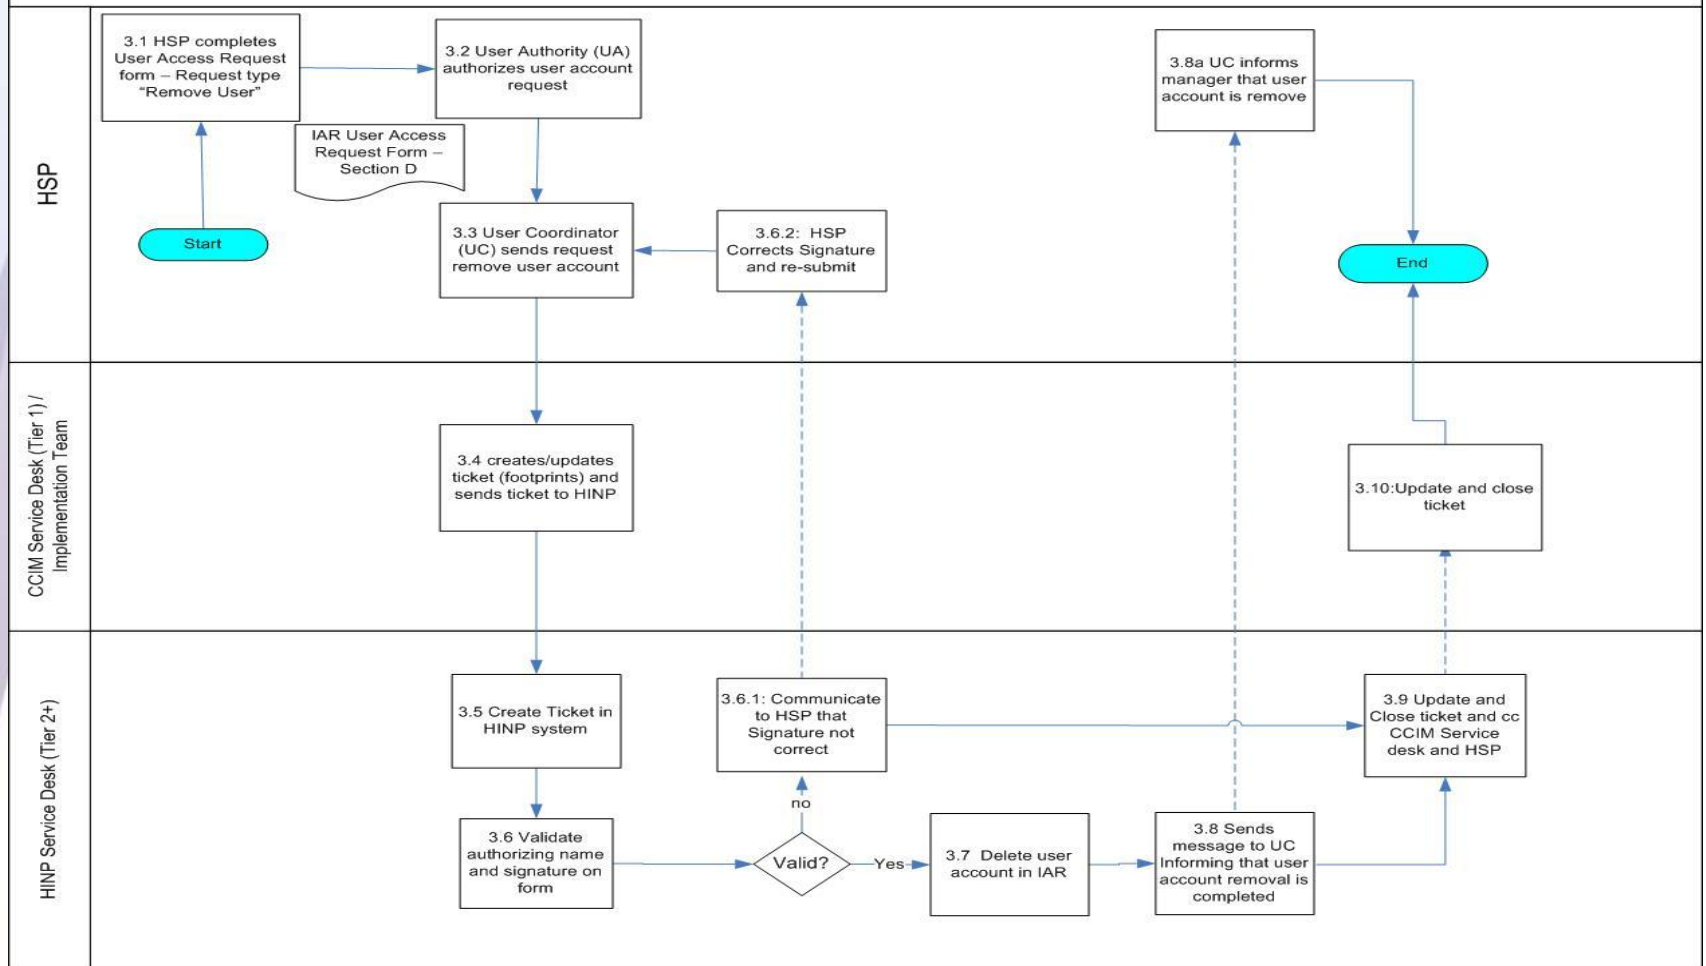 HSP
3.1 HSP completes
User Access Request
form – Request type
“Remove User”
3.2 User Authority (UA)
authorizes user account
request
IAR User Access
Request Form –
Section D
Start
3.3 User Coordinator
(UC) sends request
remove user account
3.6.2: HSP
Corrects Signature
and re-submit
3.8a UC informs
manager that user
account is remove
End
CCIM Service Desk (Tier 1) /
Implementation Team
3.4 creates/updates
ticket (footprints) and
sends ticket to HINP
3.10:Update and close
ticket
HINP Service Desk (Tier 2+)
3.5 Create Ticket in
HINP system
3.6.1: Communicate
to HSP that
Signature not
correct
3.9 Update and
Close ticket and cc
CCIM Service
desk and HSP
no
3.6 Validate
authorizing name
and signature on
form
Valid?
Yes
3.7 Delete user
account in IAR
3.8 Sends
message to UC
Informing that user
account removal is
completed